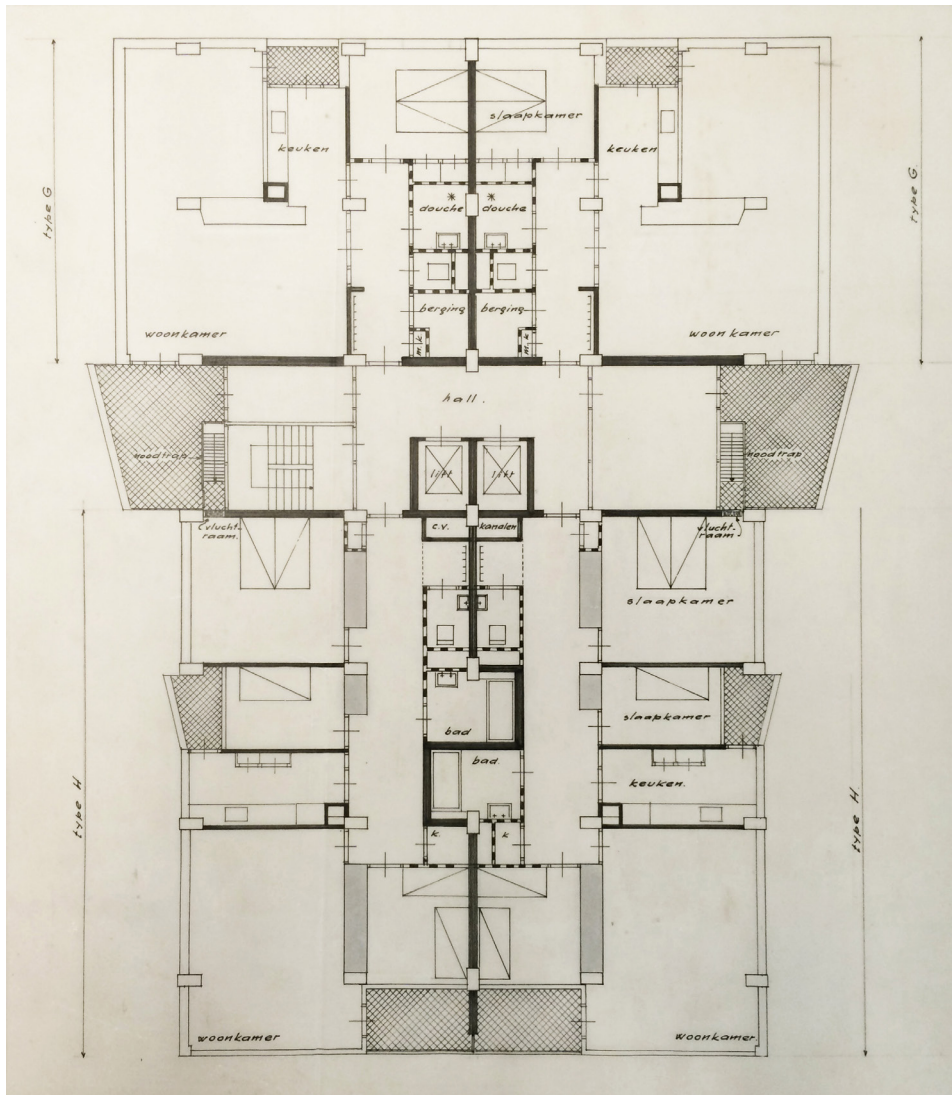 keuken
slaapkamer
keuken
type G
type G
douche
douche
woonkamer
berging
berging
woonkamer
m.k
m.k
hall.
lift
lift
noodtrap
noodtrap
vlucht-
raam.
c.v.
kanalen
vlucht-
raam.
slaapkamer
slaapkamer
bad
bad.
keuken.
type H
type H
k.
k
woonkamer
woonkamer